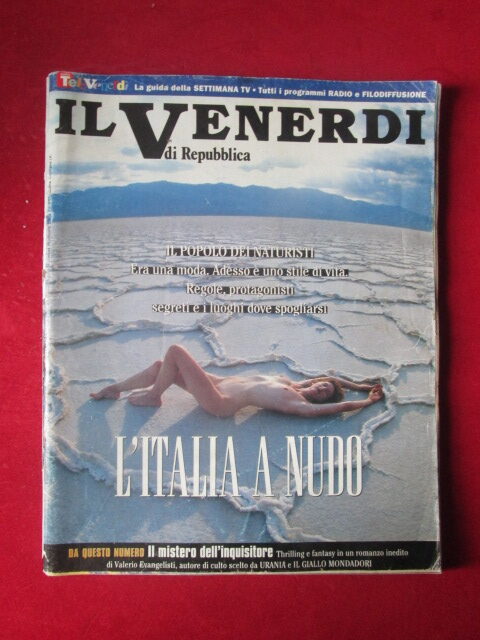 TeleVenerdì La guida della SETTIMANA TV • Tutti i programmi RADIO e FILODIFFUSIONE
IL VENERDI
di Repubblica
IL POPOLO DEI NATURISTI
Era una moda. Adesso è uno stile di vita.
Regole, protagonisti
segreti e i luoghi dove spogliarsi
L'ITALIA A NUDO
DA QUESTO NUMERO Il mistero dell'inquisitore Thrilling e fantasy in un romanzo inedito
di Valerio Evangelisti, autore di culto scelto da URANIA e IL GIALLO MONDADORI